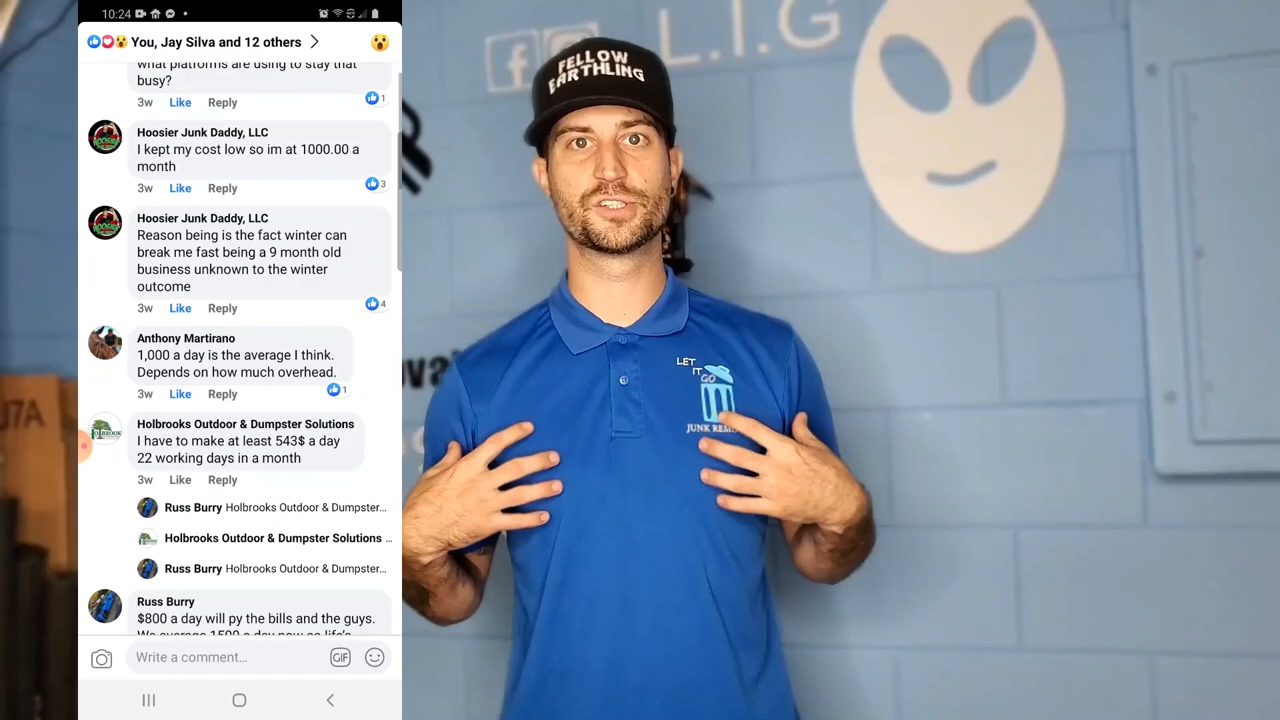 10:24
You, Jay Silva and 12 others
what platforms are using to stay that
busy?
3w Like Reply 1
Hoosier Junk Daddy, LLC
I kept my cost low so im at 1000.00 a
month
3w Like Reply 3
Hoosier Junk Daddy, LLC
Reason being is the fact winter can
break me fast being a 9 month old
business unknown to the winter
outcome
3w Like Reply 4
Anthony Martirano
1,000 a day is the average I think.
Depends on how much overhead.
3w Like Reply 1
Holbrooks Outdoor & Dumpster Solutions
I have to make at least 543$ a day
22 working days in a month
3w Like Reply
Russ Burry Holbrooks Outdoor & Dumpster...
Holbrooks Outdoor & Dumpster Solutions ...
Russ Burry Holbrooks Outdoor & Dumpster...
Russ Burry
$800 a day will py the bills and the guys.
We average 1500 a day now so life's
Write a comment...
GIF
FELLOW
EARTHLING
L.I.G
LET
IT
GO
JUNK